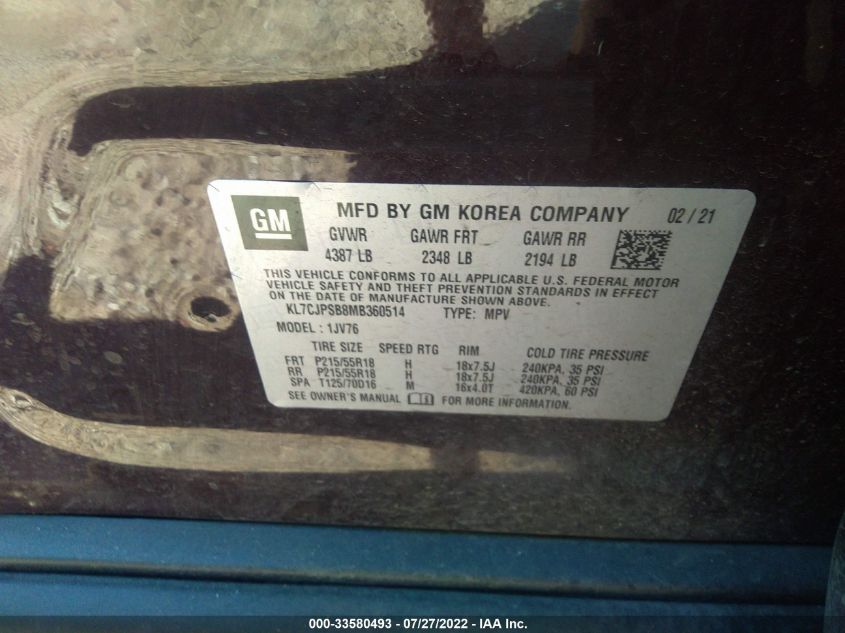 GM
MFD BY GM KOREA COMPANY 02 / 21
GVWR GAWR FRT GAWR RR
4387 LB 2348 LB 2194 LB
THIS VEHICLE CONFORMS TO ALL APPLICABLE U.S. FEDERAL MOTOR
VEHICLE SAFETY AND THEFT PREVENTION STANDARDS IN EFFECT
ON THE DATE OF MANUFACTURE SHOWN ABOVE.
KL7CJPSB8MB360514 TYPE: MPV
MODEL : 1JV76
TIRE SIZE SPEED RTG RIM COLD TIRE PRESSURE
FRT P215/55R18 H 18x7.5J 240KPA, 35 PSI
RR P215/55R18 H 18x7.5J 240KPA, 35 PSI
SPA T125/70D16 M 16x4.0T 420KPA, 60 PSI
SEE OWNER'S MANUAL FOR MORE INFORMATION.
000-33580493 / 07/27/2022 - IAA Inc.